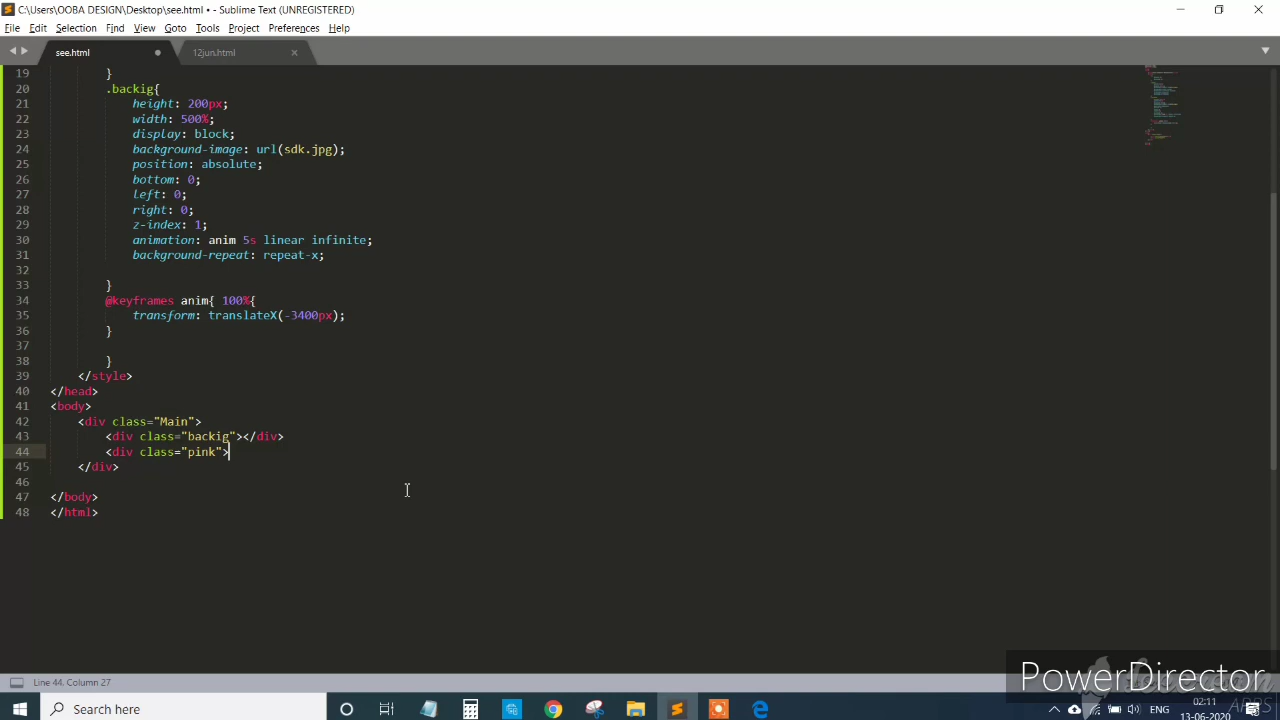 C:\Users\OOBA DESIGN\Desktop\see.html • - Sublime Text (UNREGISTERED)
File Edit Selection Find View Goto Tools Project Preferences Help
see.html
12jun.html
19 }
20 .backig{
21 height: 200px;
22 width: 500%;
23 display: block;
24 background-image: url(sdk.jpg);
25 position: absolute;
26 bottom: 0;
27 left: 0;
28 right: 0;
29 z-index: 1;
30 animation: anim 5s linear infinite;
31 background-repeat: repeat-x;
32
33 }
34 @keyframes anim{ 100%{
35 transform: translateX(-3400px);
36 }
37
38 }
39 </style>
40 </head>
41 <body>
42 <div class="Main">
43 <div class="backig"></div>
44 <div class="pink">
45 </div>
46
47 </body>
48 </html>
Line 44, Column 27
PowerDirector
APPS
Search here
ENG
02:11
13-06-2020